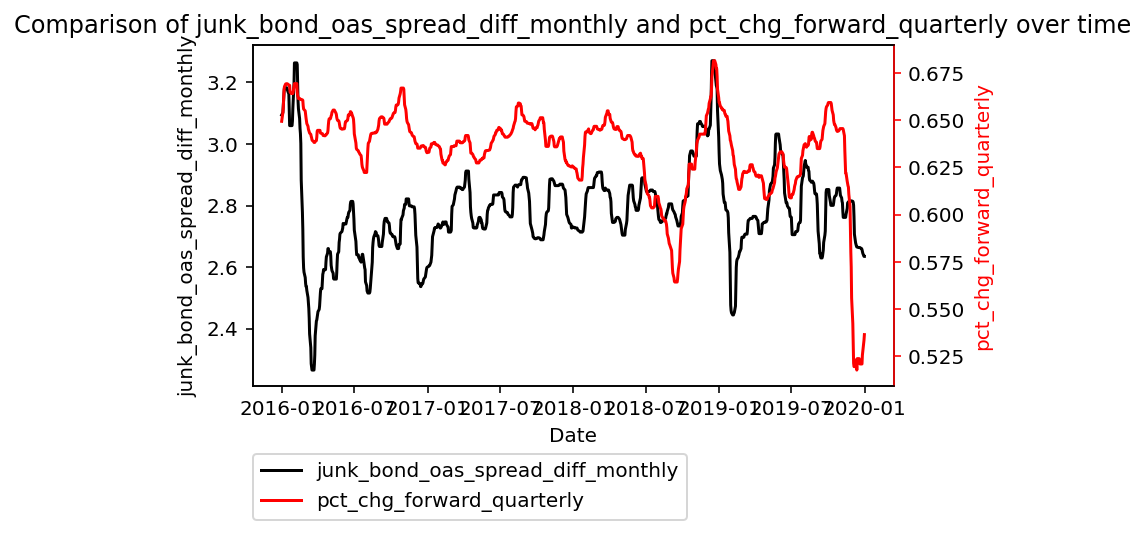 Comparison of junk_bond_oas_spread_diff_monthly and pct_chg_forward_quarterly over time
junk_bond_oas_spread_diff_monthly
3.2
3.0
2.8
2.6
2.4
0.675
0.650
0.625
0.600
0.575
0.550
0.525
pct_chg_forward_quarterly
2016-01 2016-07 2017-01 2017-07 2018-01 2018-07 2019-01 2019-07 2020-01
Date
junk_bond_oas_spread_diff_monthly
pct_chg_forward_quarterly